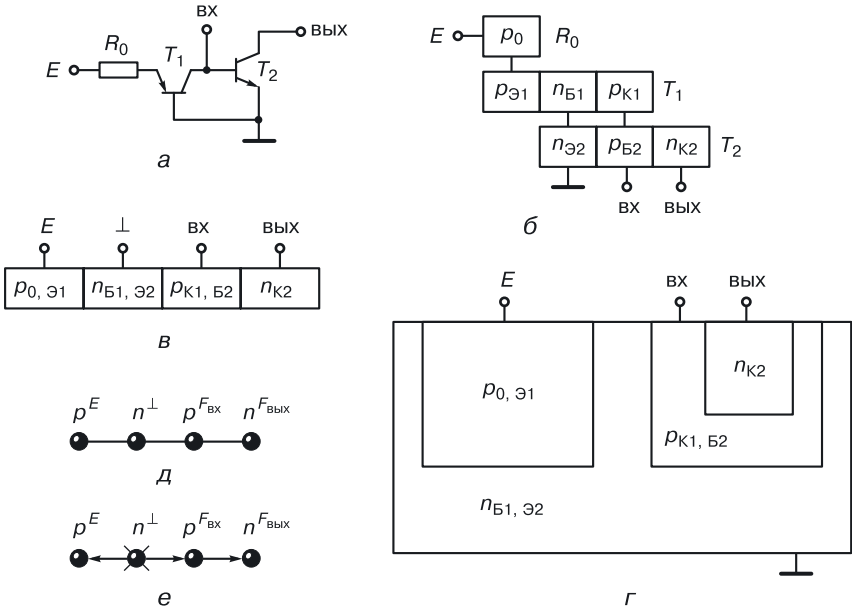 вх
вых
R0
T1
E
T2
а
E
p0
R0
pЭ1
nБ1
pК1
T1
nЭ2
pБ2
nК2
T2
вх
вых
б
E
⊥
вх
вых
p0, Э1
nБ1, Э2
pК1, Б2
nК2
в
E
вх
вых
p0, Э1
nК2
pК1, Б2
nБ1, Э2
г
pE
n⊥
pFвх
nFвых
д
pE
n⊥
pFвх
nFвых
е